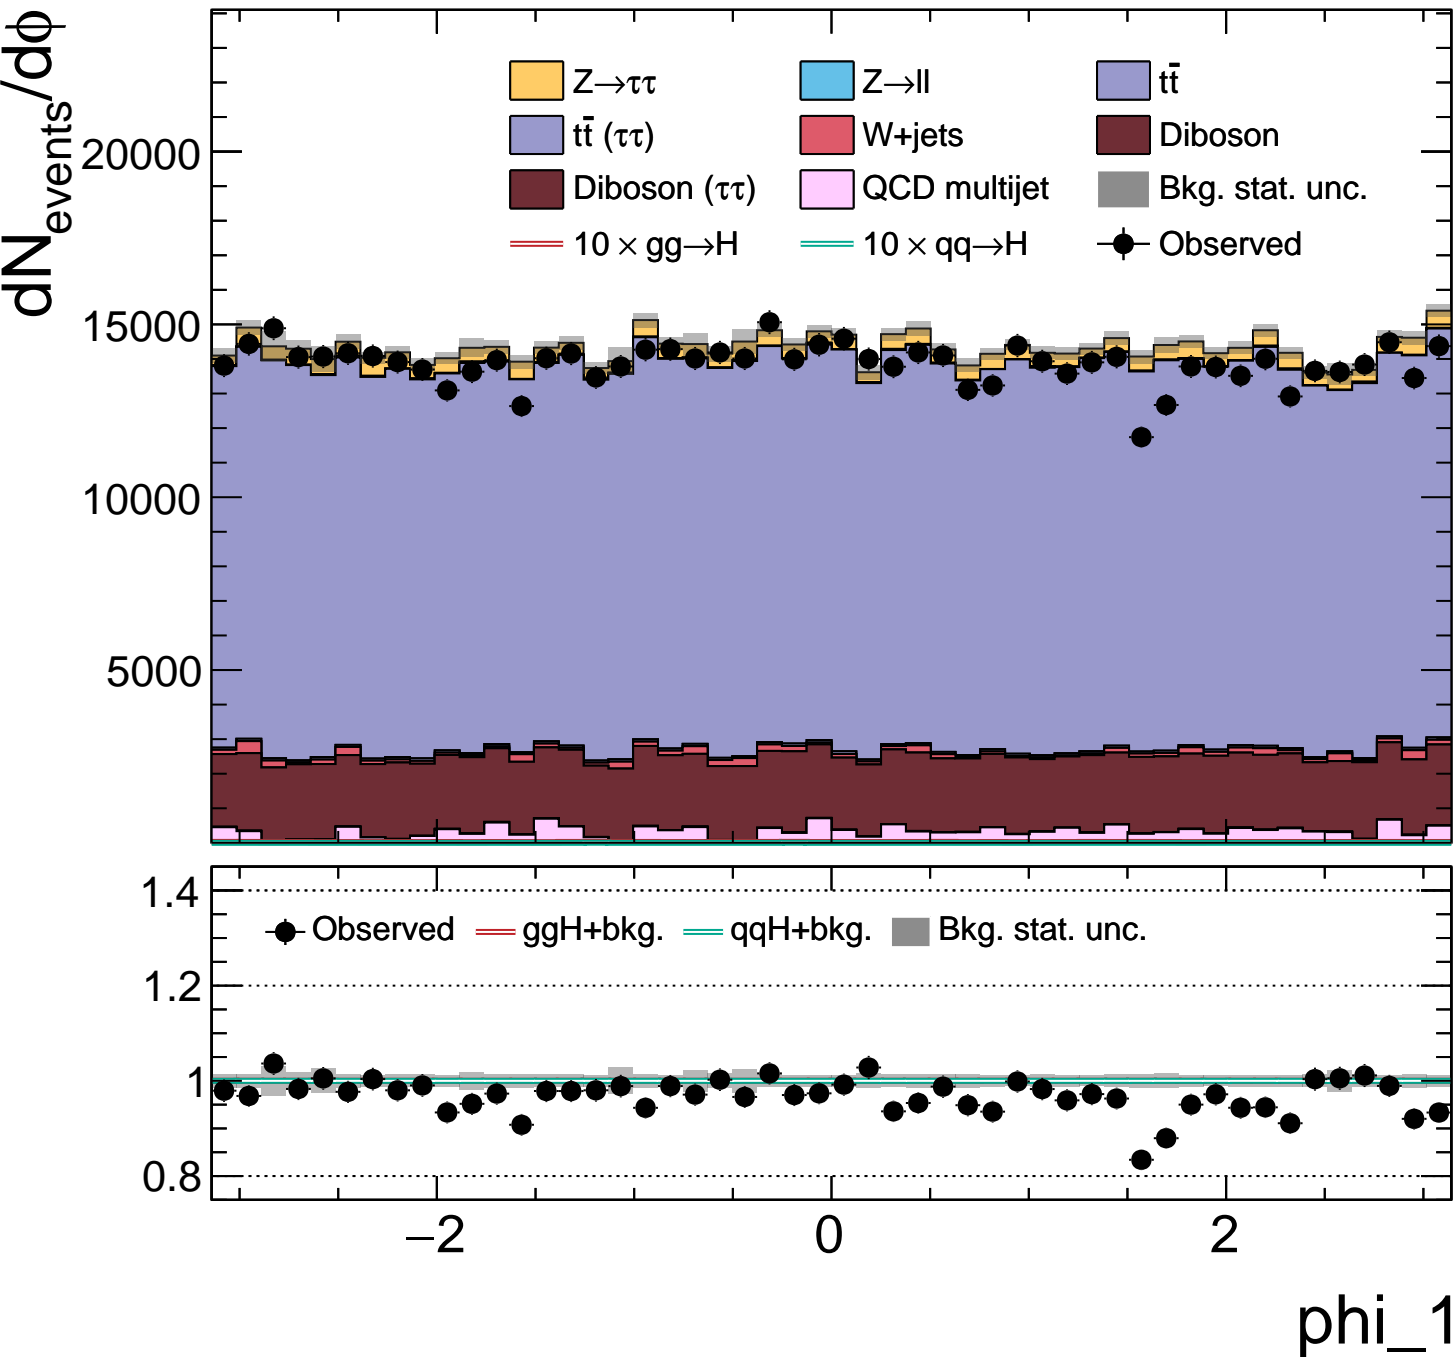 dN_events/dϕ
Z→ττ Z→ll tt̄
tt̄ (ττ) W+jets Diboson
Diboson (ττ) QCD multijet Bkg. stat. unc.
10 × gg→H 10 × qq→H Observed
20000
15000
10000
5000
1.4
Observed ggH+bkg. qqH+bkg. Bkg. stat. unc.
1.2
1
0.8
−2 0 2
phi_1